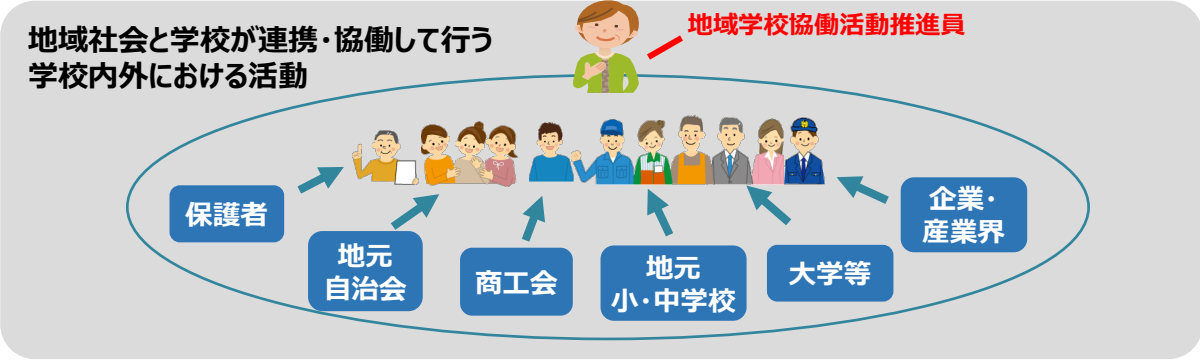 地域社会と学校が連携・協働して行う
学校内外における活動
地域学校協働活動推進員
保護者
地元
自治会
商工会
地元
小・中学校
大学等
企業・
産業界